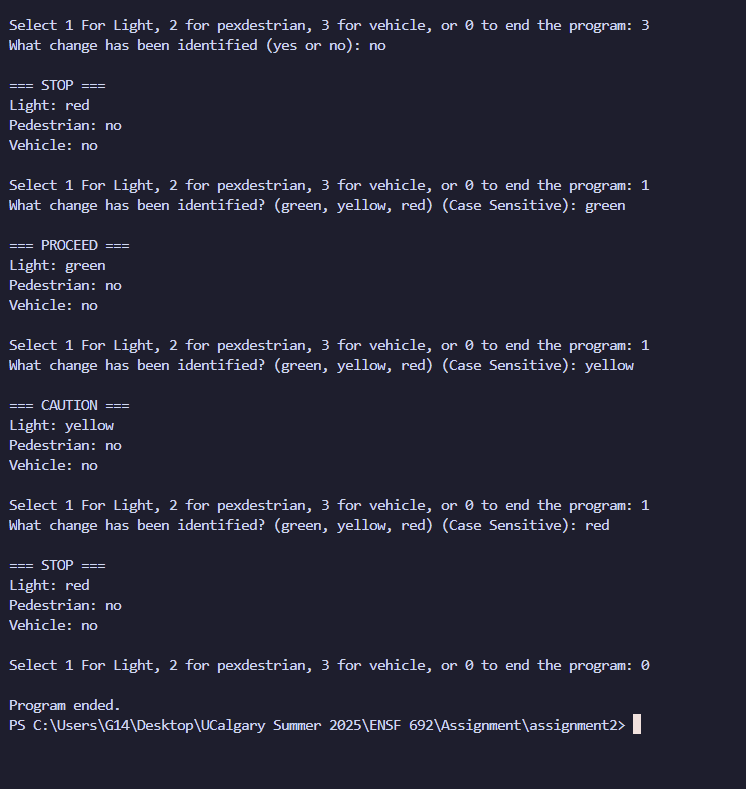 Select 1 For Light, 2 for pexdestrian, 3 for vehicle, or 0 to end the program: 3
What change has been identified (yes or no): no
=== STOP ===
Light: red
Pedestrian: no
Vehicle: no
Select 1 For Light, 2 for pexdestrian, 3 for vehicle, or 0 to end the program: 1
What change has been identified? (green, yellow, red) (Case Sensitive): green
=== PROCEED ===
Light: green
Pedestrian: no
Vehicle: no
Select 1 For Light, 2 for pexdestrian, 3 for vehicle, or 0 to end the program: 1
What change has been identified? (green, yellow, red) (Case Sensitive): yellow
=== CAUTION ===
Light: yellow
Pedestrian: no
Vehicle: no
Select 1 For Light, 2 for pexdestrian, 3 for vehicle, or 0 to end the program: 1
What change has been identified? (green, yellow, red) (Case Sensitive): red
=== STOP ===
Light: red
Pedestrian: no
Vehicle: no
Select 1 For Light, 2 for pexdestrian, 3 for vehicle, or 0 to end the program: 0
Program ended.
PS C:\Users\G14\Desktop\UCalgary Summer 2025\ENSF 692\Assignment\assignment2>